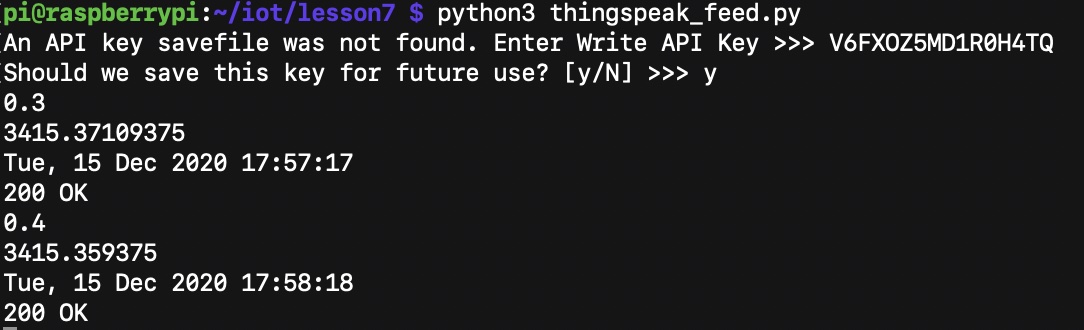 pi@raspberrypi:~/iot/lesson7 $ python3 thingspeak_feed.py
An API key savefile was not found. Enter Write API Key >>> V6FXOZ5MD1R0H4TQ
Should we save this key for future use? [y/N] >>> y
0.3
3415.37109375
Tue, 15 Dec 2020 17:57:17
200 OK
0.4
3415.359375
Tue, 15 Dec 2020 17:58:18
200 OK